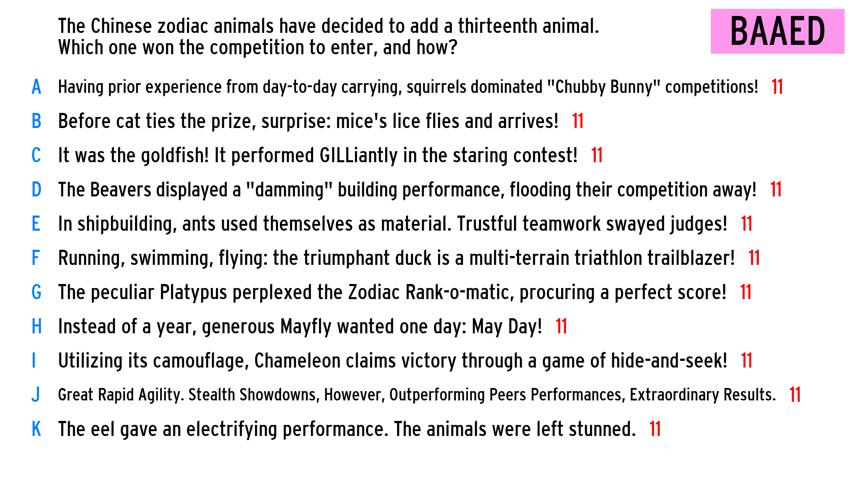 The Chinese zodiac animals have decided to add a thirteenth animal.
Which one won the competition to enter, and how?
BAAED
A Having prior experience from day-to-day carrying, squirrels dominated "Chubby Bunny" competitions! 11
B Before cat ties the prize, surprise: mice's lice flies and arrives! 11
C It was the goldfish! It performed GILLiantly in the staring contest! 11
D The Beavers displayed a "damming" building performance, flooding their competition away! 11
E In shipbuilding, ants used themselves as material. Trustful teamwork swayed judges! 11
F Running, swimming, flying: the triumphant duck is a multi-terrain triathlon trailblazer! 11
G The peculiar Platypus perplexed the Zodiac Rank-o-matic, procuring a perfect score! 11
H Instead of a year, generous Mayfly wanted one day: May Day! 11
I Utilizing its camouflage, Chameleon claims victory through a game of hide-and-seek! 11
J Great Rapid Agility. Stealth Showdowns, However, Outperforming Peers Performances, Extraordinary Results. 11
K The eel gave an electrifying performance. The animals were left stunned. 11